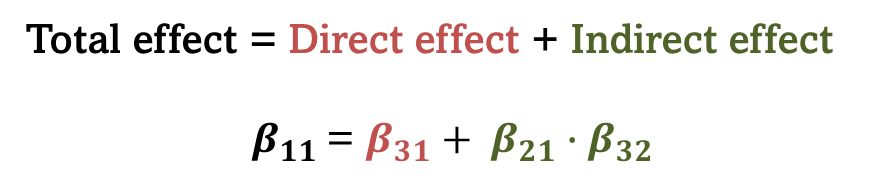 Total effect = Direct effect + Indirect effect
β₁₁ = β₃₁ + β₂₁ · β₃₂